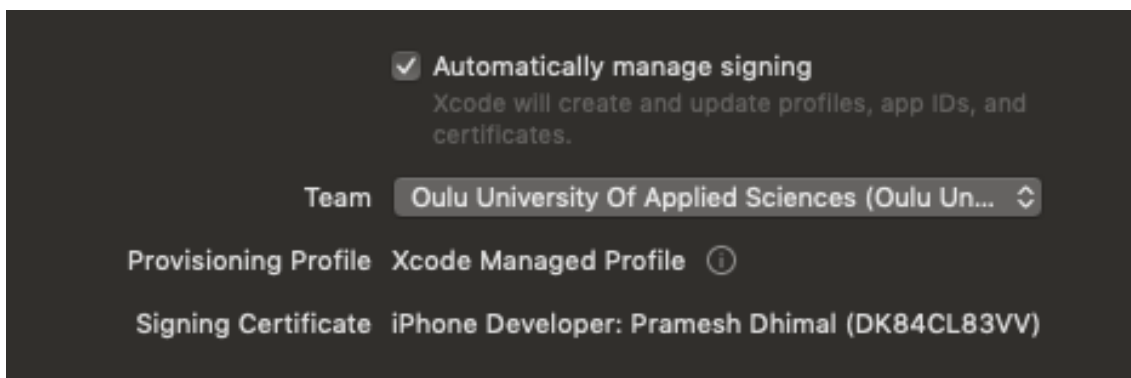 Automatically manage signing
Xcode will create and update profiles, app IDs, and
certificates.
Team Oulu University Of Applied Sciences (Oulu Un...
Provisioning Profile Xcode Managed Profile
Signing Certificate iPhone Developer: Pramesh Dhimal (DK84CL83VV)